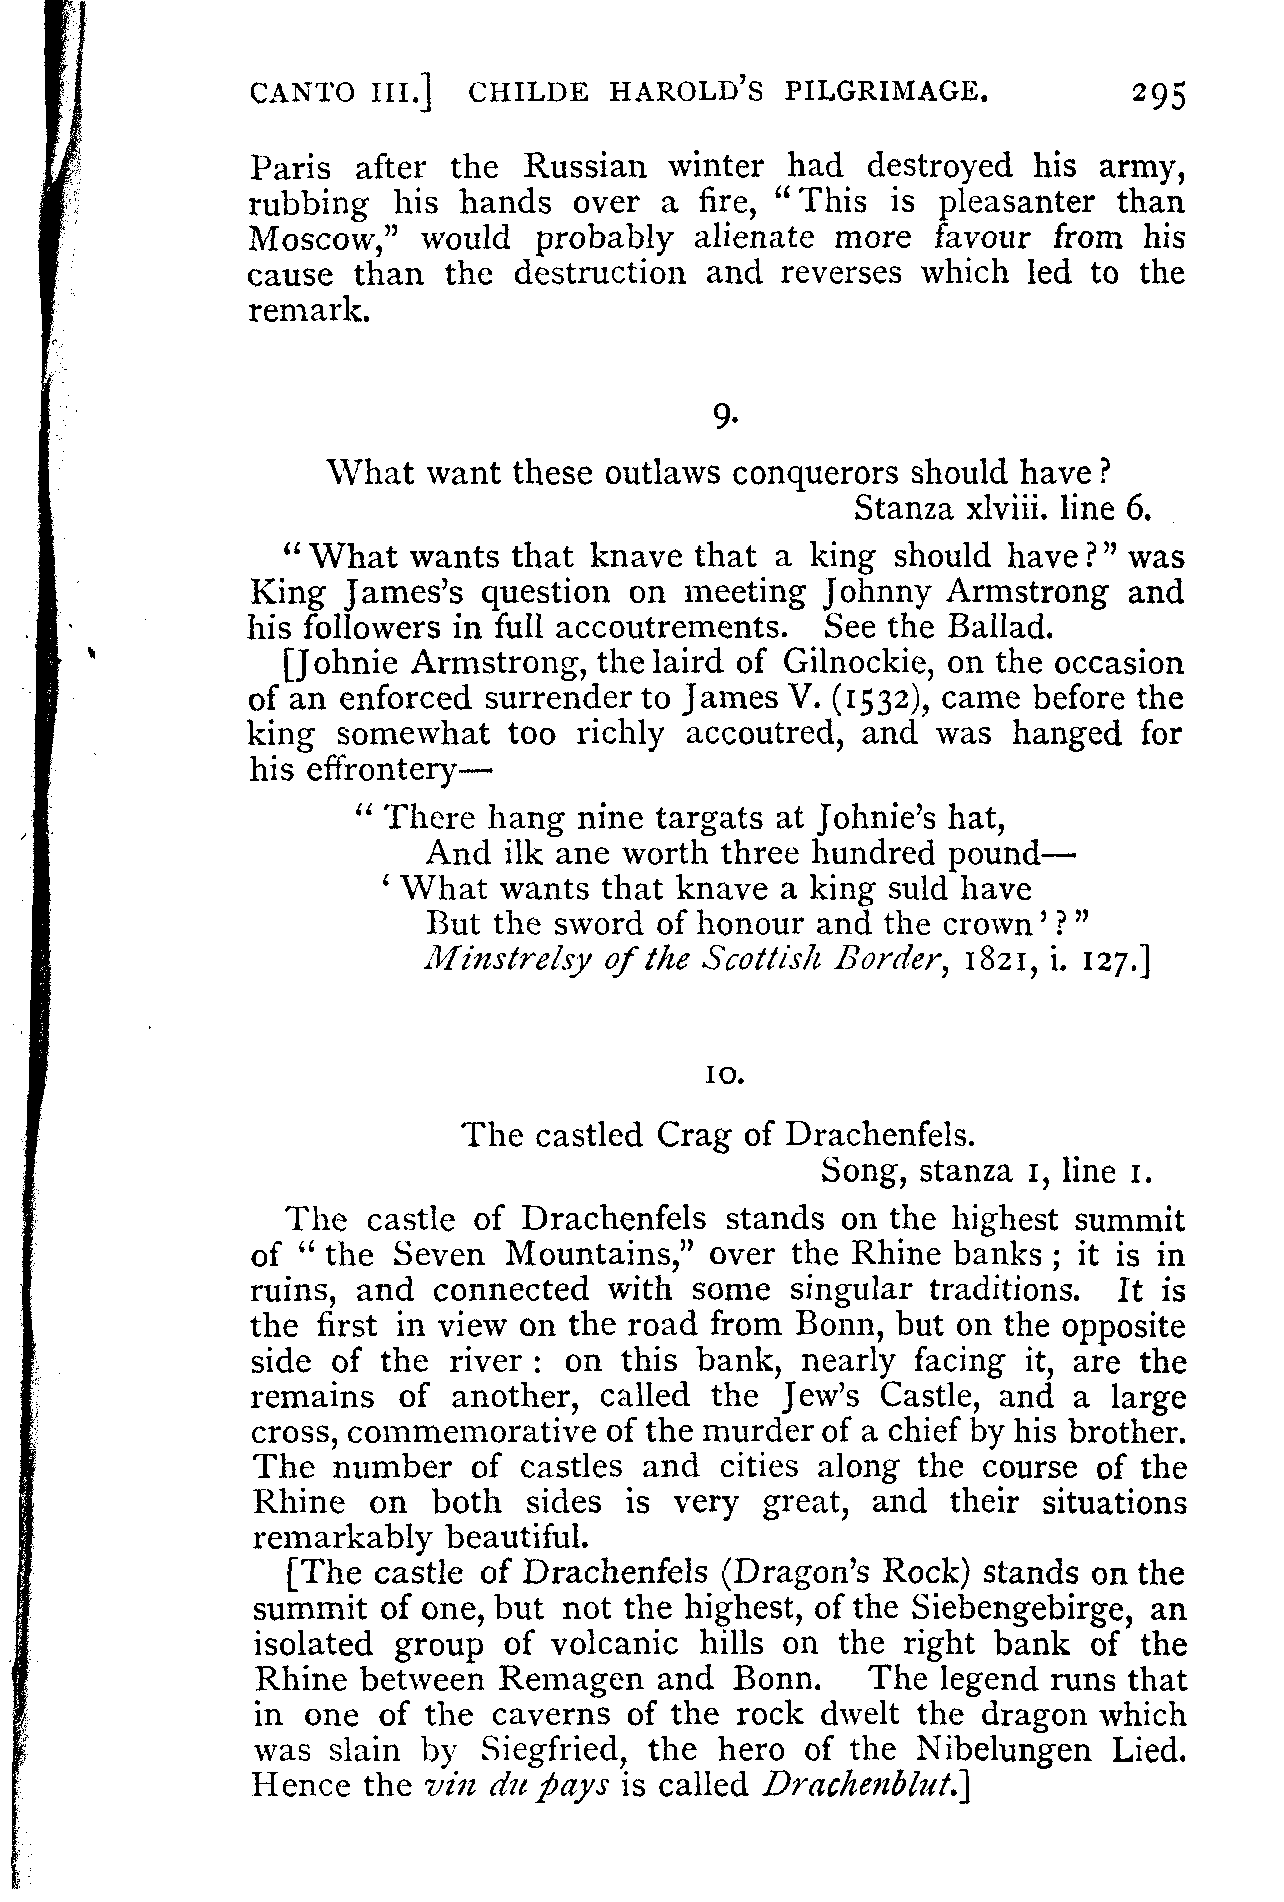 CANTO III.] CHILDE HAROLD'S PILGRIMAGE. 295
Paris after the Russian winter had destroyed his army,
rubbing his hands over a fire, "This is pleasanter than
Moscow," would probably alienate more favour from his
cause than the destruction and reverses which led to the
remark.
9.
What want these outlaws conquerors should have?
Stanza xlviii. line 6.
"What wants that knave that a king should have?" was
King James's question on meeting Johnny Armstrong and
his followers in full accoutrements. See the Ballad.
[Johnie Armstrong, the laird of Gilnockie, on the occasion
of an enforced surrender to James V. (1532), came before the
king somewhat too richly accoutred, and was hanged for
his effrontery—
"There hang nine targats at Johnie's hat,
And ilk ane worth three hundred pound—
'What wants that knave a king suld have
But the sword of honour and the crown'?"
Minstrelsy of the Scottish Border, 1821, i. 127.]
10.
The castled Crag of Drachenfels.
Song, stanza 1, line 1.
The castle of Drachenfels stands on the highest summit
of "the Seven Mountains," over the Rhine banks; it is in
ruins, and connected with some singular traditions. It is
the first in view on the road from Bonn, but on the opposite
side of the river: on this bank, nearly facing it, are the
remains of another, called the Jew's Castle, and a large
cross, commemorative of the murder of a chief by his brother.
The number of castles and cities along the course of the
Rhine on both sides is very great, and their situations
remarkably beautiful.
[The castle of Drachenfels (Dragon's Rock) stands on the
summit of one, but not the highest, of the Siebengebirge, an
isolated group of volcanic hills on the right bank of the
Rhine between Remagen and Bonn. The legend runs that
in one of the caverns of the rock dwelt the dragon which
was slain by Siegfried, the hero of the Nibelungen Lied.
Hence the vin du pays is called Drachenblut.]